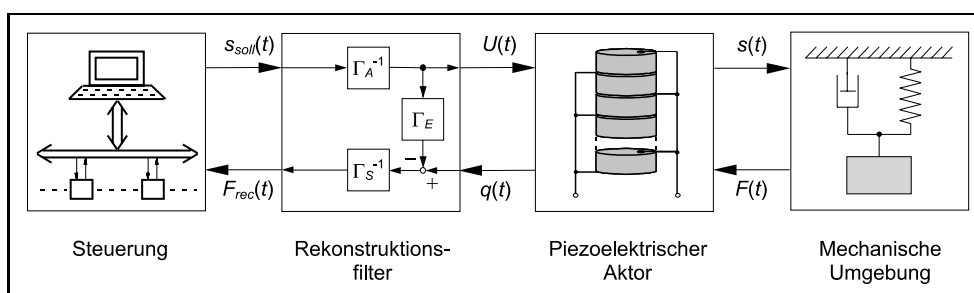 s_soll(t)
U(t)
s(t)
Γ_A^-1
Γ_E
Γ_S^-1
−
+
F_rec(t)
q(t)
F(t)
Steuerung
Rekonstruktions-
filter
Piezoelektrischer
Aktor
Mechanische
Umgebung